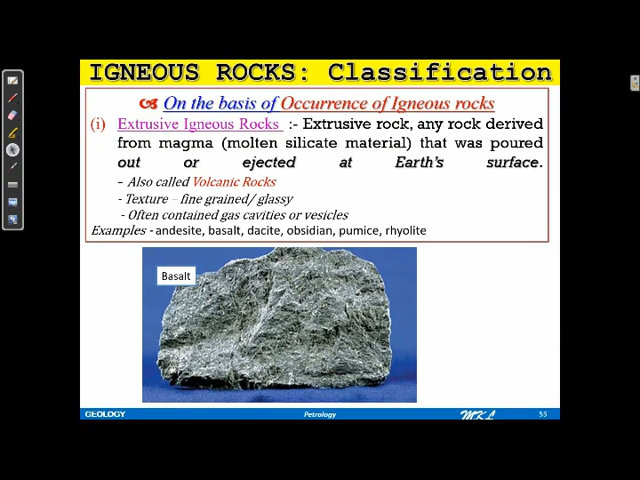 IGNEOUS ROCKS: Classification
On the basis of Occurrence of Igneous rocks
(i) Extrusive Igneous Rocks :- Extrusive rock, any rock derived
from magma (molten silicate material) that was poured
out or ejected at Earth's surface.
- Also called Volcanic Rocks
- Texture – fine grained/ glassy
- Often contained gas cavities or vesicles
Examples - andesite, basalt, dacite, obsidian, pumice, rhyolite
Basalt
GEOLOGY Petrology MKL 55